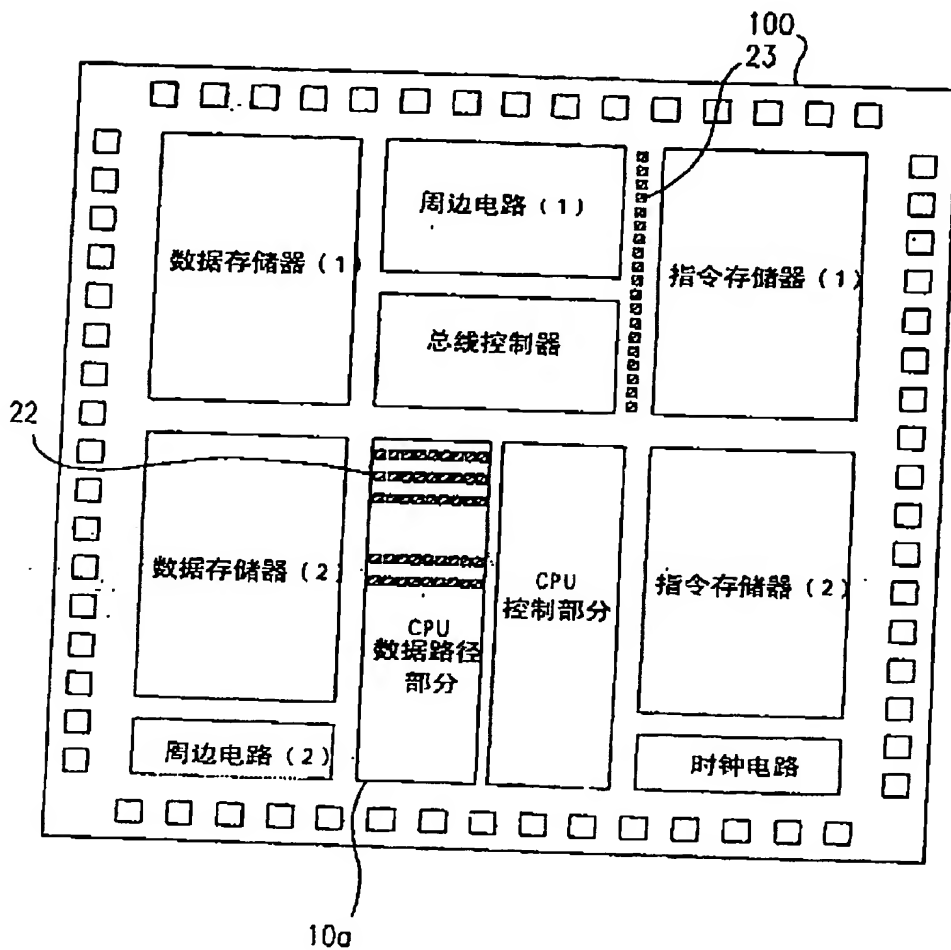 100
23
周边电路(1)
数据存储器(1)
指令存储器(1)
总线控制器
22
数据存储器(2)
CPU
控制部分
指令存储器(2)
CPU
数据路径
部分
周边电路(2)
时钟电路
10a